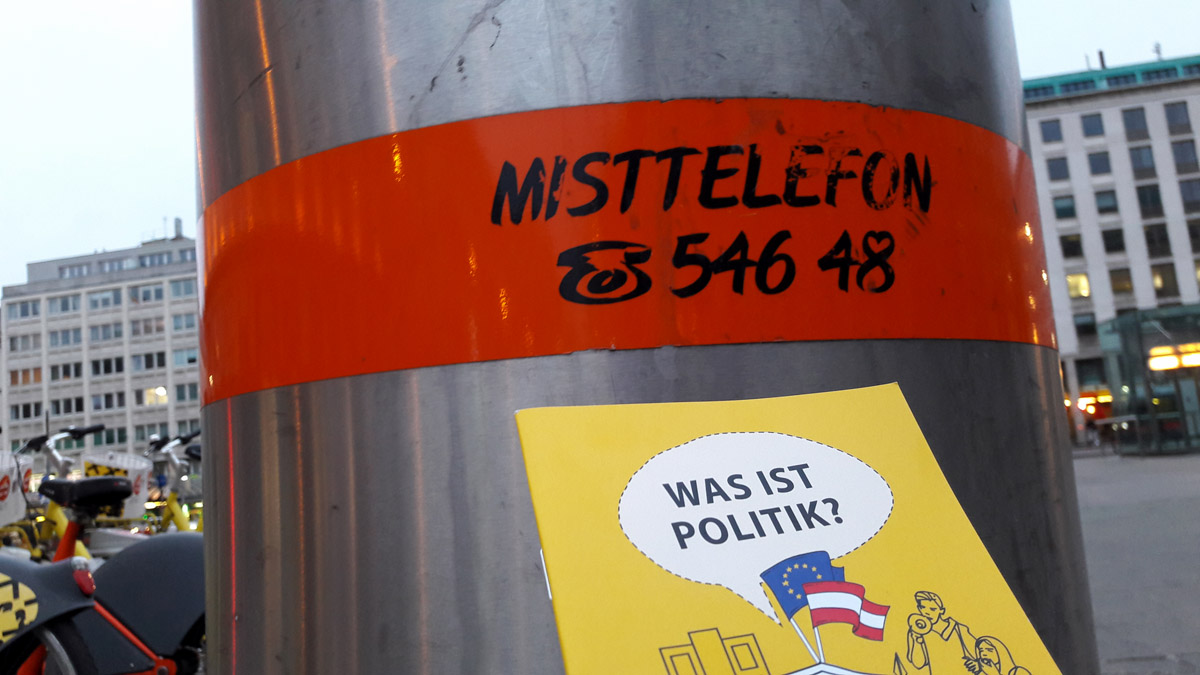 MISTTELEFON
546 48
WAS IST
POLITIK?